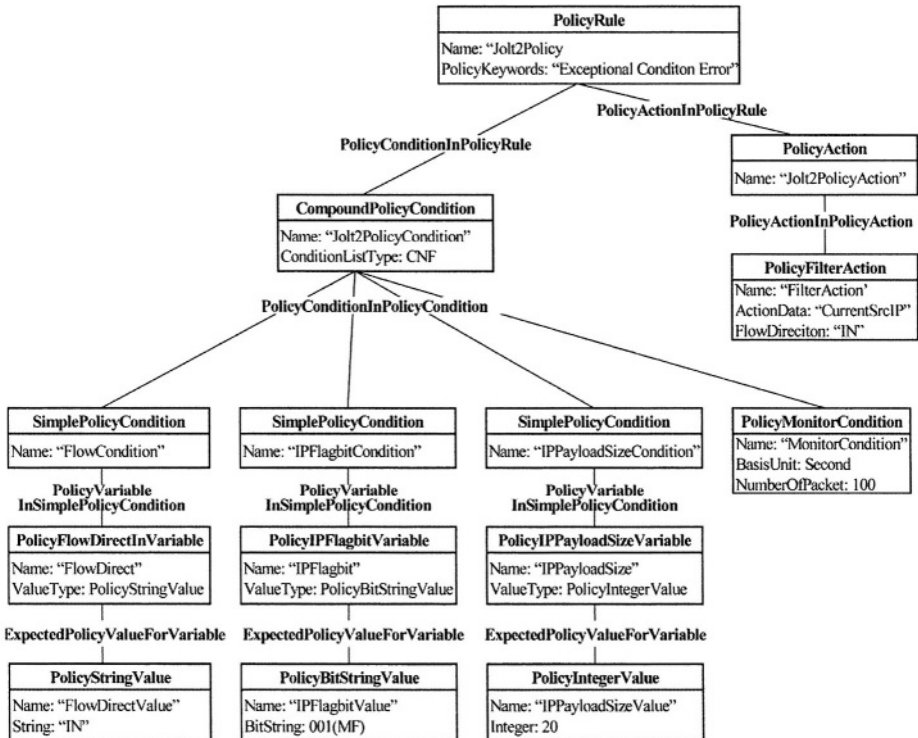 PolicyRule
Name: “Jolt2Policy
PolicyKeywords: “Exceptional Conditon Error”
PolicyActionInPolicyRule
PolicyConditionInPolicyRule
PolicyAction
Name: “Jolt2PolicyAction”
CompoundPolicyCondition
Name: “Jolt2PolicyCondition”
ConditionListType: CNF
PolicyActionInPolicyAction
PolicyFilterAction
Name: “FilterAction’
ActionData: “CurrentSrcIP”
FlowDireciton: “IN”
PolicyConditionInPolicyCondition
SimplePolicyCondition
Name: “FlowCondition”
SimplePolicyCondition
Name: “IPFlagbitCondition”
SimplePolicyCondition
Name: “IPPayloadSizeCondition”
PolicyMonitorCondition
Name: “MonitorCondition”
BasisUnit: Second
NumberOfPacket: 100
PolicyVariable
InSimplePolicyCondition
PolicyVariable
InSimplePolicyCondition
PolicyVariable
InSimplePolicyCondition
PolicyFlowDirectInVariable
Name: “FlowDirect”
ValueType: PolicyStringValue
PolicyIPFlagbitVariable
Name: “IPFlagbit”
ValueType: PolicyBitStringValue
PolicyIPPayloadSizeVariable
Name: “IPPayloadSize”
ValueType: PolicyIntegerValue
ExpectedPolicyValueForVariable
ExpectedPolicyValueForVariable
ExpectedPolicyValueForVariable
PolicyStringValue
Name: “FlowDirectValue”
String: “IN”
PolicyBitStringValue
Name: “IPFlagbitValue”
BitString: 001(MF)
PolicyIntegerValue
Name: “IPPayloadSizeValue”
Integer: 20